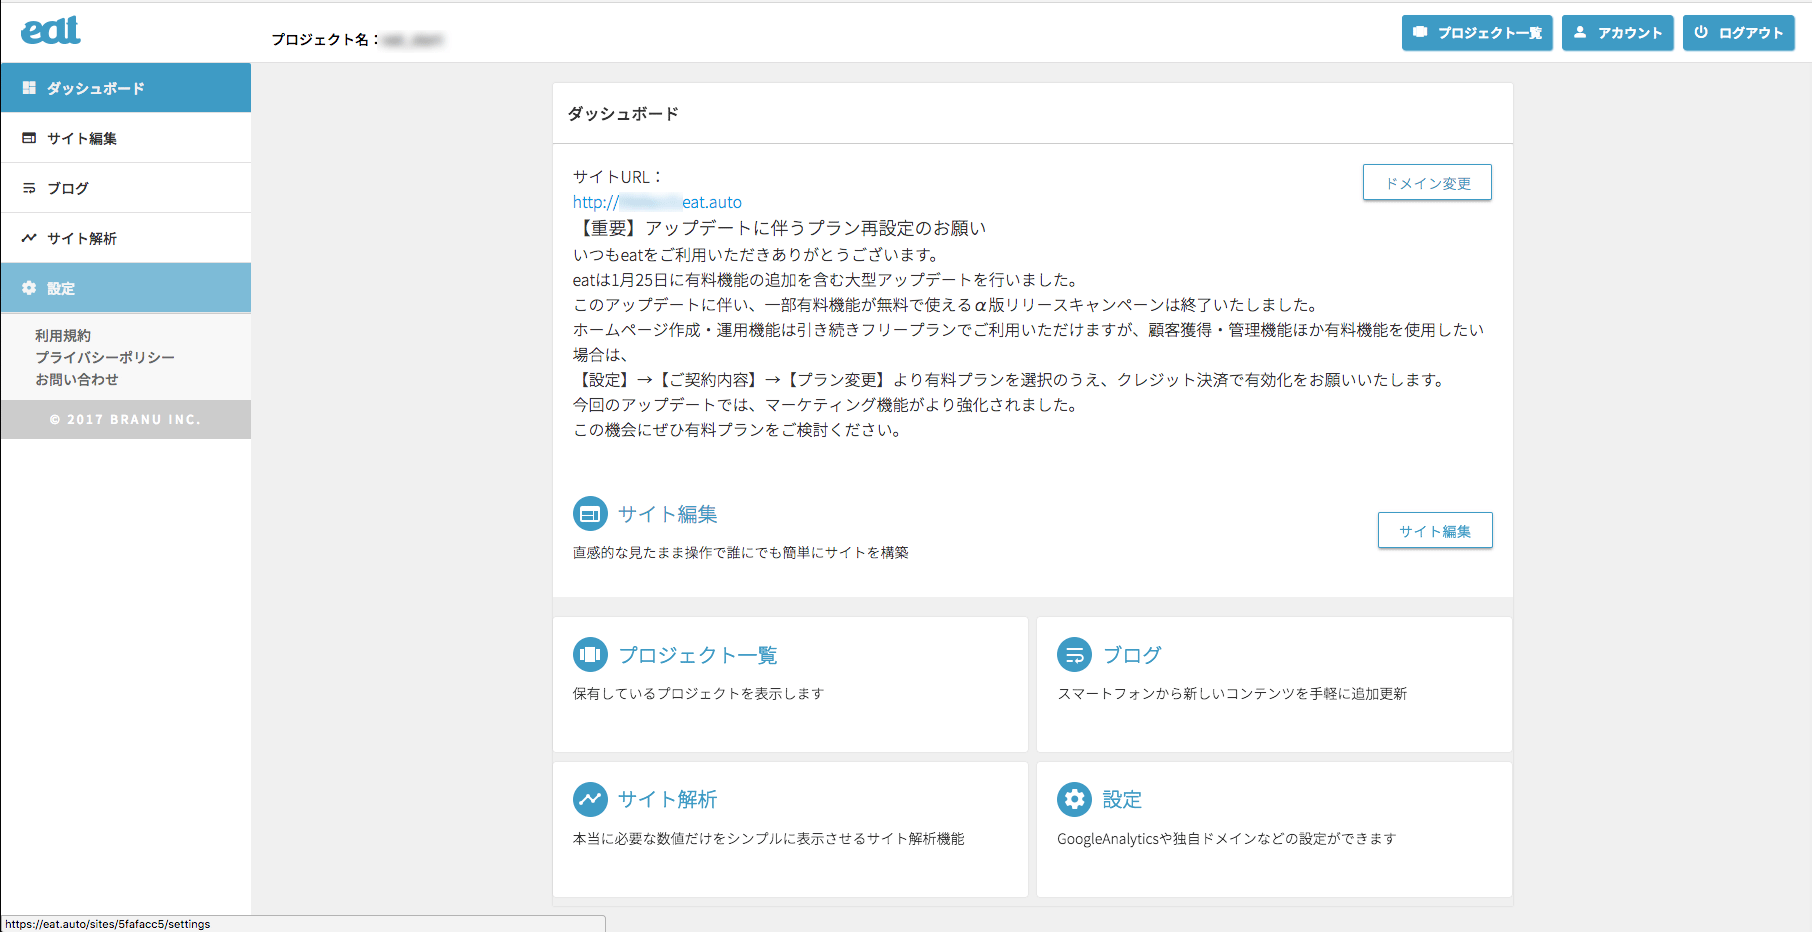 eat
プロジェクト名：
プロジェクト一覧
アカウント
ログアウト
ダッシュボード
サイト編集
ブログ
サイト解析
設定
利用規約
プライバシーポリシー
お問い合わせ
© 2017 BRANU INC.
ダッシュボード
サイトURL：
ドメイン変更
http://
eat.auto
【重要】アップデートに伴うプラン再設定のお願い
いつもeatをご利用いただきありがとうございます。
eatは1月25日に有料機能の追加を含む大型アップデートを行いました。
このアップデートに伴い、一部有料機能が無料で使えるα版リリースキャンペーンは終了いたしました。
ホームページ作成・運用機能は引き続きフリープランでご利用いただけますが、顧客獲得・管理機能ほか有料機能を使用したい
場合は、
【設定】→【ご契約内容】→【プラン変更】より有料プランを選択のうえ、クレジット決済で有効化をお願いいたします。
今回のアップデートでは、マーケティング機能がより強化されました。
この機会にぜひ有料プランをご検討ください。
サイト編集
サイト編集
直感的な見たまま操作で誰にでも簡単にサイトを構築
プロジェクト一覧
保有しているプロジェクトを表示します
ブログ
スマートフォンから新しいコンテンツを手軽に追加更新
サイト解析
本当に必要な数値だけをシンプルに表示させるサイト解析機能
設定
GoogleAnalyticsや独自ドメインなどの設定ができます
https://eat.auto/sites/5fafacc5/settings